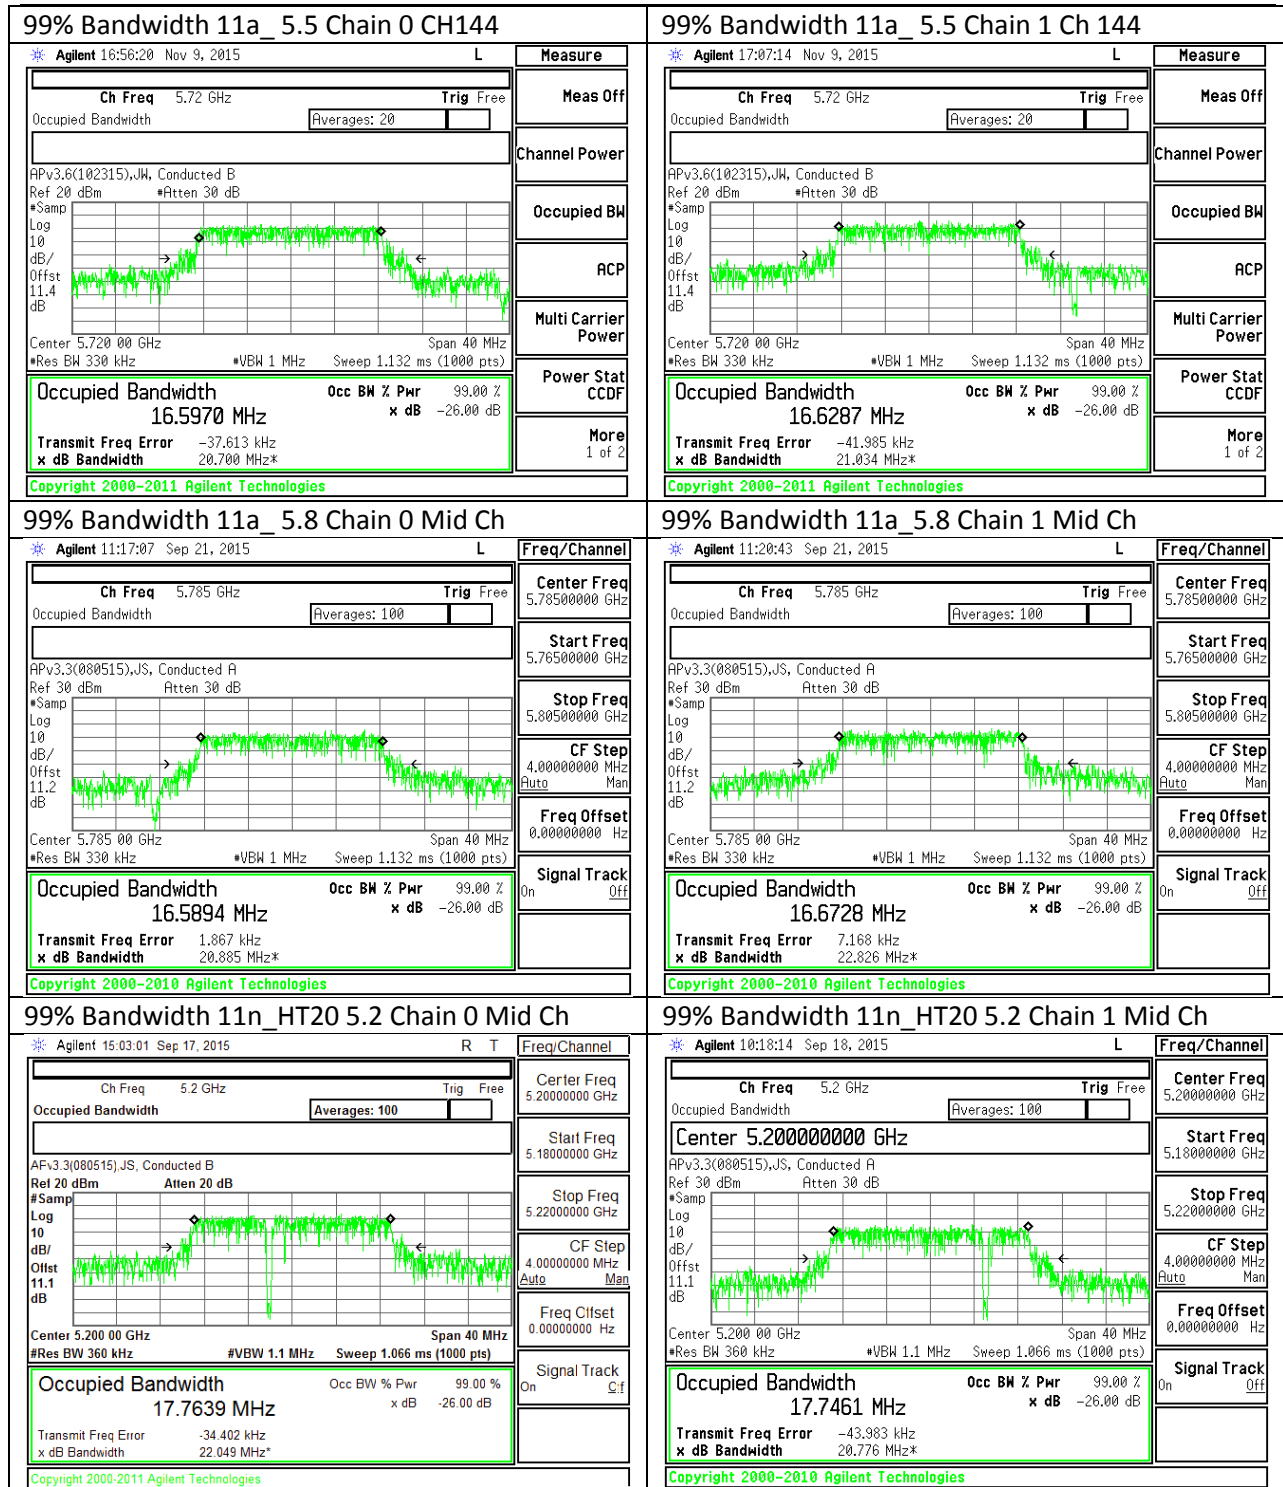 99% Bandwidth 11a_ 5.5 Chain 0 CH144
Agilent 16:56:20 Nov 9, 2015 L Measure
Ch Freq 5.72 GHz Trig Free
Meas Off
Occupied Bandwidth Averages: 20
Channel Power
APv3.6(102315),JW, Conducted B
Ref 20 dBm #Atten 30 dB
#Samp
Log
10
dB/
Offst
11.4
dB
Occupied BW
ACP
Multi Carrier
Power
Center 5.720 00 GHz Span 40 MHz
#Res BW 330 kHz #VBW 1 MHz Sweep 1.132 ms (1000 pts)
Power Stat
CCDF
Occupied Bandwidth Occ BW % Pwr 99.00 %
16.5970 MHz x dB -26.00 dB
More
1 of 2
Transmit Freq Error -37.613 kHz
x dB Bandwidth 20.700 MHz*
Copyright 2000-2011 Agilent Technologies
99% Bandwidth 11a_ 5.5 Chain 1 Ch 144
Agilent 17:07:14 Nov 9, 2015 L Measure
Ch Freq 5.72 GHz Trig Free
Meas Off
Occupied Bandwidth Averages: 20
Channel Power
APv3.6(102315),JW, Conducted B
Ref 20 dBm #Atten 30 dB
#Samp
Log
10
dB/
Offst
11.4
dB
Occupied BW
ACP
Multi Carrier
Power
Center 5.720 00 GHz Span 40 MHz
#Res BW 330 kHz #VBW 1 MHz Sweep 1.132 ms (1000 pts)
Power Stat
CCDF
Occupied Bandwidth Occ BW % Pwr 99.00 %
16.6287 MHz x dB -26.00 dB
More
1 of 2
Transmit Freq Error -41.985 kHz
x dB Bandwidth 21.034 MHz*
Copyright 2000-2011 Agilent Technologies
99% Bandwidth 11a_ 5.8 Chain 0 Mid Ch
Agilent 11:17:07 Sep 21, 2015 L Freq/Channel
Ch Freq 5.785 GHz Trig Free
Center Freq
5.78500000 GHz
Occupied Bandwidth Averages: 100
Start Freq
5.76500000 GHz
APv3.3(080515),JS, Conducted A
Ref 30 dBm Atten 30 dB
#Samp
Log
10
dB/
Offst
11.2
dB
Stop Freq
5.80500000 GHz
CF Step
4.00000000 MHz
Auto Man
Freq Offset
0.00000000 Hz
Center 5.785 00 GHz Span 40 MHz
#Res BW 330 kHz #VBW 1 MHz Sweep 1.132 ms (1000 pts)
Signal Track
On Off
Occupied Bandwidth Occ BW % Pwr 99.00 %
16.5894 MHz x dB -26.00 dB
Transmit Freq Error 1.867 kHz
x dB Bandwidth 20.885 MHz*
Copyright 2000-2010 Agilent Technologies
99% Bandwidth 11a_5.8 Chain 1 Mid Ch
Agilent 11:20:43 Sep 21, 2015 L Freq/Channel
Ch Freq 5.785 GHz Trig Free
Center Freq
5.78500000 GHz
Occupied Bandwidth Averages: 100
Start Freq
5.76500000 GHz
APv3.3(080515),JS, Conducted A
Ref 30 dBm Atten 30 dB
#Samp
Log
10
dB/
Offst
11.2
dB
Stop Freq
5.80500000 GHz
CF Step
4.00000000 MHz
Auto Man
Freq Offset
0.00000000 Hz
Center 5.785 00 GHz Span 40 MHz
#Res BW 330 kHz #VBW 1 MHz Sweep 1.132 ms (1000 pts)
Signal Track
On Off
Occupied Bandwidth Occ BW % Pwr 99.00 %
16.6728 MHz x dB -26.00 dB
Transmit Freq Error 7.168 kHz
x dB Bandwidth 22.826 MHz*
Copyright 2000-2010 Agilent Technologies
99% Bandwidth 11n_HT20 5.2 Chain 0 Mid Ch
Agilent 15:03:01 Sep 17, 2015 R T Freq/Channel
Ch Freq 5.2 GHz Trig Free
Center Freq
5.20000000 GHz
Occupied Bandwidth Averages: 100
Start Freq
5.18000000 GHz
APv3.3(080515),JS, Conducted B
Ref 20 dBm Atten 20 dB
#Samp
Log
10
dB/
Offst
11.1
dB
Stop Freq
5.22000000 GHz
CF Step
4.00000000 MHz
Auto Man
Freq Offset
0.00000000 Hz
Center 5.200 00 GHz Span 40 MHz
#Res BW 360 kHz #VBW 1.1 MHz Sweep 1.066 ms (1000 pts)
Signal Track
On Off
Occupied Bandwidth Occ BW % Pwr 99.00 %
17.7639 MHz x dB -26.00 dB
Transmit Freq Error -34.402 kHz
x dB Bandwidth 22.049 MHz*
Copyright 2000-2011 Agilent Technologies
99% Bandwidth 11n_HT20 5.2 Chain 1 Mid Ch
Agilent 10:18:14 Sep 18, 2015 L Freq/Channel
Ch Freq 5.2 GHz Trig Free
Center Freq
5.20000000 GHz
Occupied Bandwidth Averages: 100
Center 5.200000000 GHz
Start Freq
5.18000000 GHz
APv3.3(080515),JS, Conducted A
Ref 30 dBm Atten 30 dB
#Samp
Log
10
dB/
Offst
11.1
dB
Stop Freq
5.22000000 GHz
CF Step
4.00000000 MHz
Auto Man
Freq Offset
0.00000000 Hz
Center 5.200 00 GHz Span 40 MHz
#Res BW 360 kHz #VBW 1.1 MHz Sweep 1.066 ms (1000 pts)
Signal Track
On Off
Occupied Bandwidth Occ BW % Pwr 99.00 %
17.7461 MHz x dB -26.00 dB
Transmit Freq Error -43.983 kHz
x dB Bandwidth 20.776 MHz*
Copyright 2000-2010 Agilent Technologies